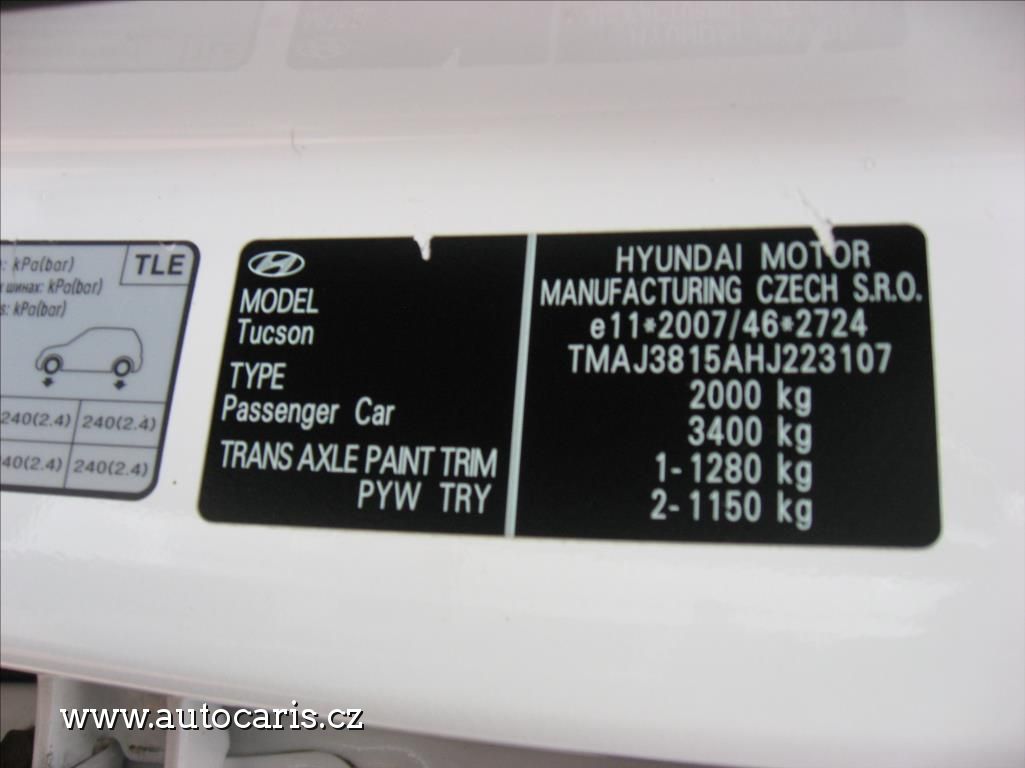 : kPa(bar)
х шинах: kPa(bar)
s: kPa(bar)
TLE
240(2.4) 240(2.4)
240(2.4) 240(2.4)
MODEL
Tucson
TYPE
Passenger Car
TRANS AXLE PAINT TRIM
PYW TRY
HYUNDAI MOTOR
MANUFACTURING CZECH S.R.O.
e11*2007/46*2724
TMAJ3815AHJ223107
2000 kg
3400 kg
1-1280 kg
2-1150 kg
www.autocaris.cz